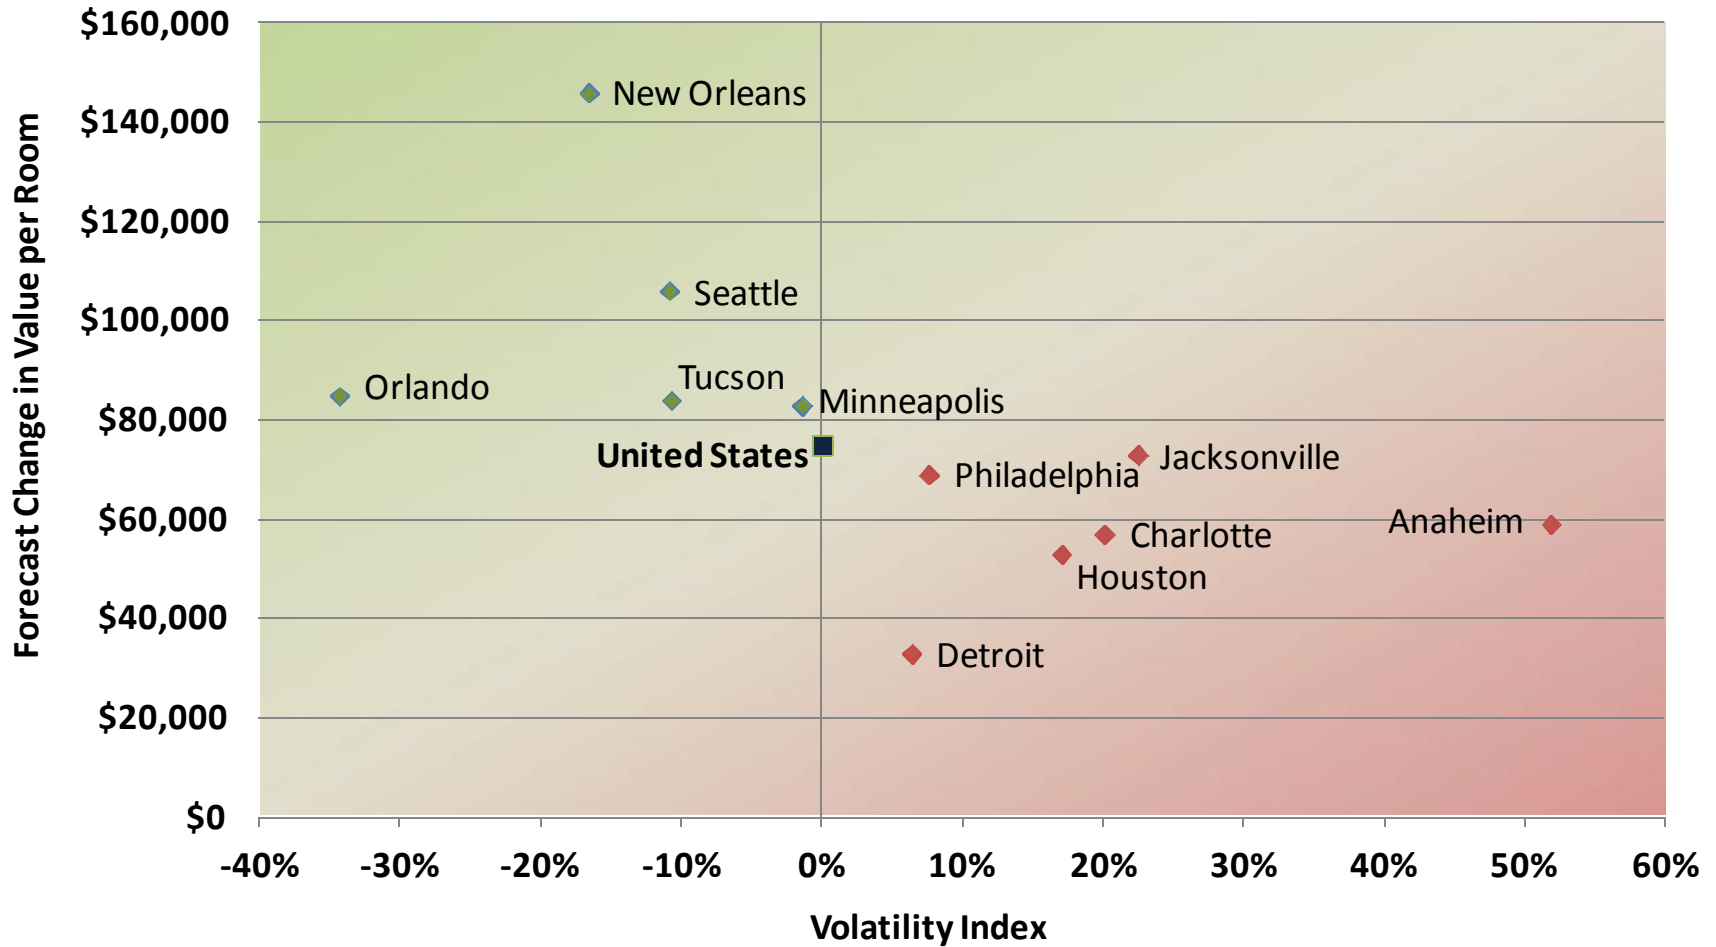 $160,000
New Orleans
$140,000
$120,000
Seattle
$100,000
Orlando
Tucson
Minneapolis
$80,000
United States
Jacksonville
Philadelphia
Anaheim
$60,000
Charlotte
Houston
$40,000
Detroit
$20,000
$0
-40% -30% -20% -10% 0% 10% 20% 30% 40% 50% 60%
Volatility Index
Forecast Change in Value per Room